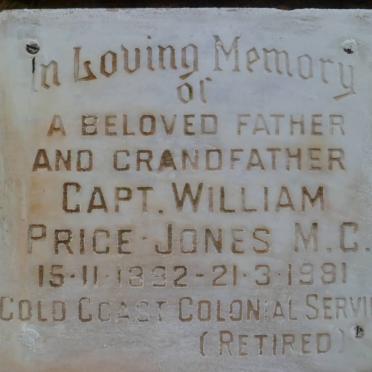 In Loving Memory
of
A BELOVED FATHER
AND GRANDFATHER
CAPT. WILLIAM
PRICE-JONES M.C.
15-11-1892-21-3-1981
GOLD COAST COLONIAL SERVI
(RETIRED)